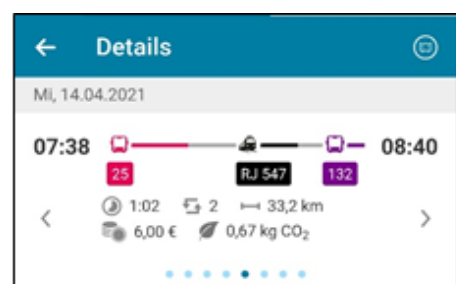 Details
Mi, 14.04.2021
07:38 08:40
25 RJ 547 132
1:02 2 33,2 km
6,00 € 0,67 kg CO₂